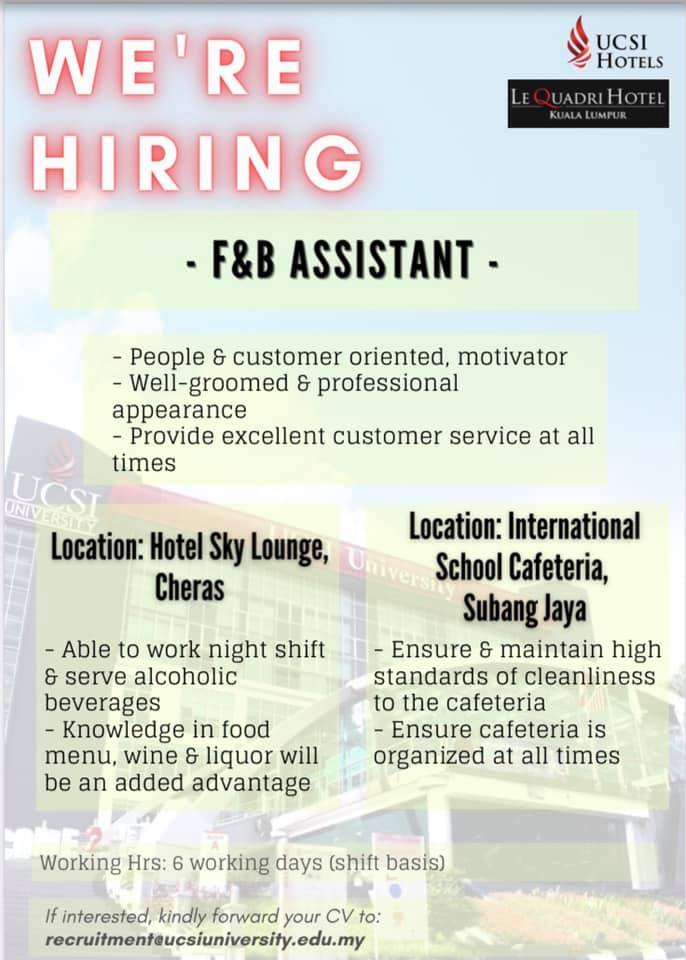 WE'RE
HIRING
UCSI
HOTELS
LE QUADRI HOTEL
KUALA LUMPUR
- F&B ASSISTANT -
- People & customer oriented, motivator
- Well-groomed & professional
appearance
- Provide excellent customer service at all
times
UCSI
UNIVERSITY
University
Location: Hotel Sky Lounge,
Cheras
- Able to work night shift
& serve alcoholic
beverages
- Knowledge in food
menu, wine & liquor will
be an added advantage
Location: International
School Cafeteria,
Subang Jaya
- Ensure & maintain high
standards of cleanliness
to the cafeteria
- Ensure cafeteria is
organized at all times
Working Hrs: 6 working days (shift basis)
If interested, kindly forward your CV to:
recruitment@ucsiuniversity.edu.my